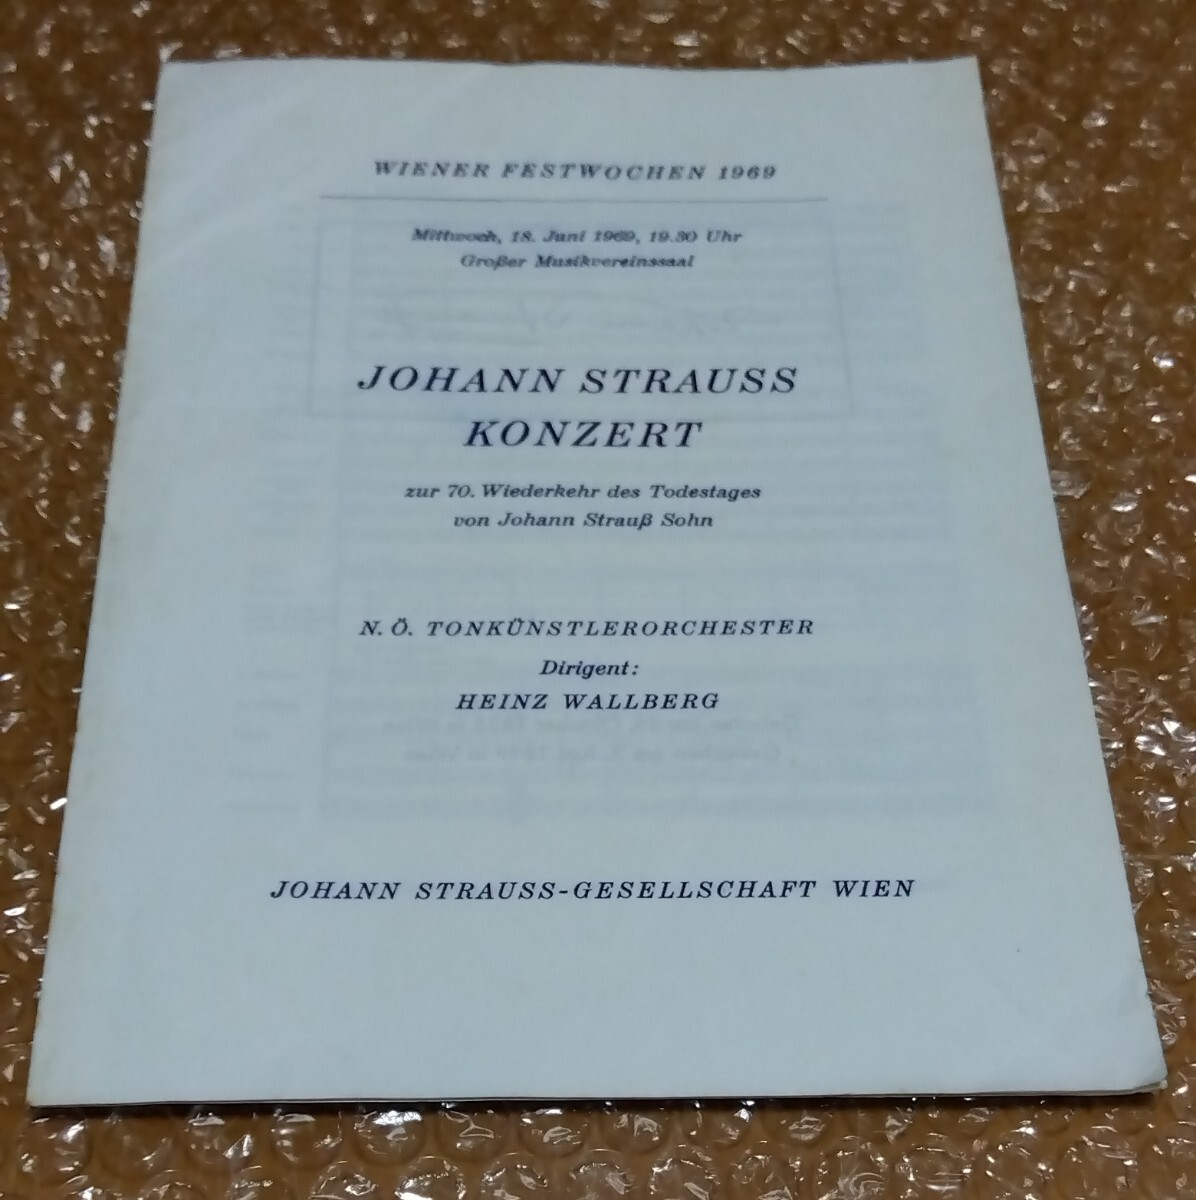 WIENER FESTWOCHEN 1969
Mittwoch, 18. Juni 1969, 19.30 Uhr
Großer Musikvereinssaal
JOHANN STRAUSS
KONZERT
zur 70. Wiederkehr des Todestages
von Johann Strauß Sohn
N. Ö. TONKÜNSTLERORCHESTER
Dirigent:
HEINZ WALLBERG
JOHANN STRAUSS-GESELLSCHAFT WIEN